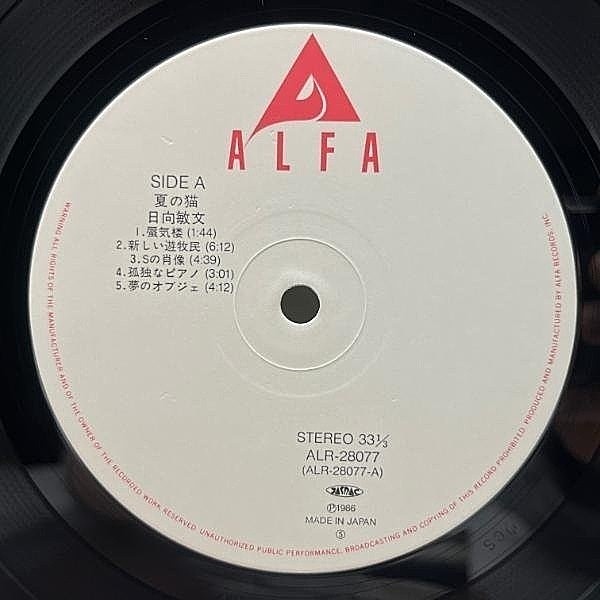 ALFA
SIDE A
夏の猫
日向敏文
1.蜃気楼 (1:44)
2.新しい遊牧民 (6:12)
3.Sの肖像 (4:39)
4.孤独なピアノ (3:01)
5.夢のオブジェ (4:12)
STEREO 33⅓
ALR-28077
(ALR-28077-A)
JASRAC
Ⓟ1986
MADE IN JAPAN
Ⓢ
WARNING: ALL RIGHTS OF THE MANUFACTURER AND OF THE OWNER OF THE RECORDED WORK RESERVED. UNAUTHORIZED PUBLIC PERFORMANCE, BROADCASTING AND COPYING OF THIS RECORD PROHIBITED. PRODUCED AND MANUFACTURED BY ALFA RECORDS, INC.